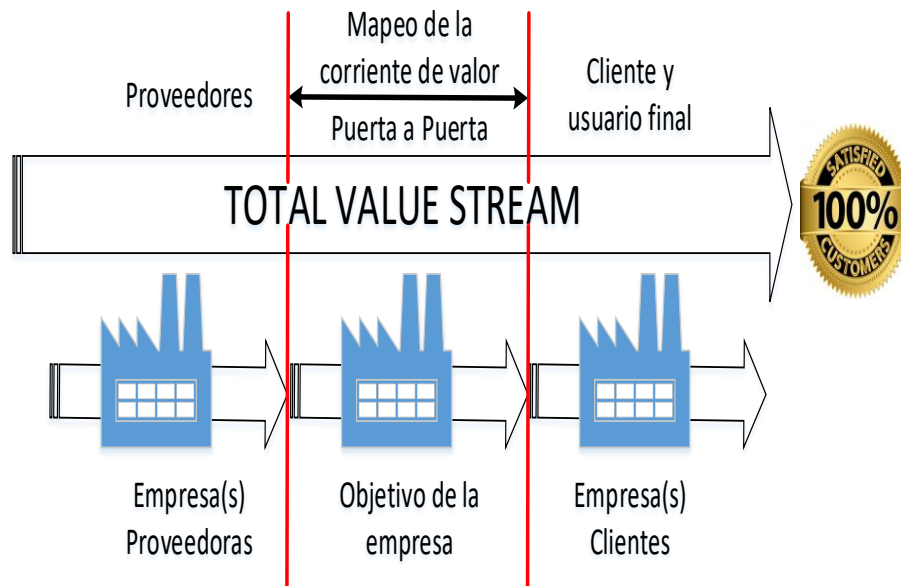 Proveedores
Mapeo de la
corriente de valor
Puerta a Puerta
Cliente y
usuario final
TOTAL VALUE STREAM
SATISFIED
100%
CUSTOMERS
Empresa(s)
Proveedoras
Objetivo de la
empresa
Empresa(s)
Clientes